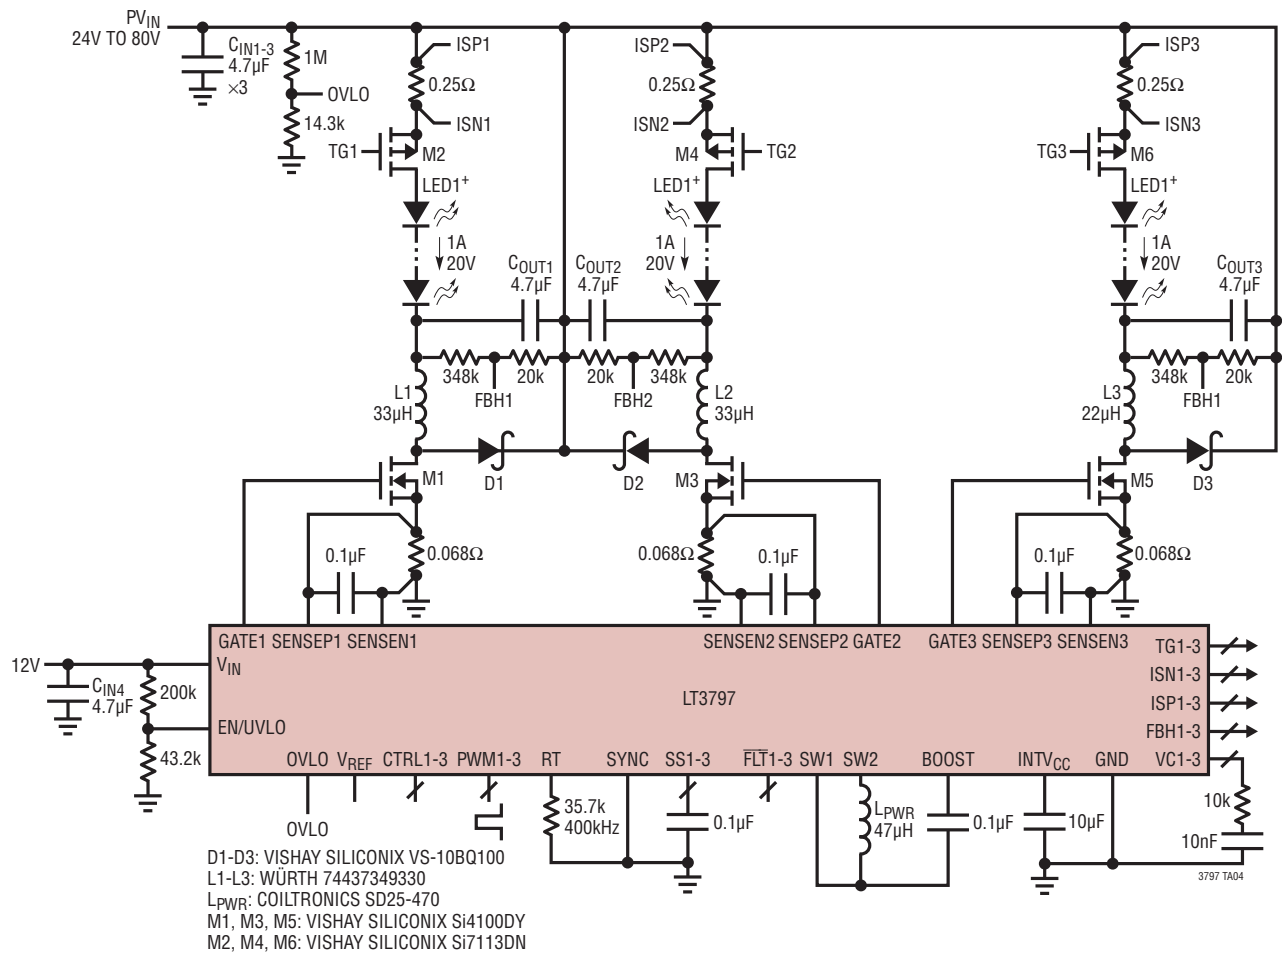 PVIN
24V TO 80V
CIN1-3
4.7µF
×3
1M
OVLO
14.3k
ISP1
0.25Ω
ISN1
TG1
M2
LED1+
1A
20V
ISP2
0.25Ω
ISN2
M4
TG2
LED1+
1A
20V
ISP3
0.25Ω
ISN3
TG3
M6
LED1+
1A
20V
COUT1
4.7µF
COUT2
4.7µF
COUT3
4.7µF
348k
20k
20k
348k
348k
20k
FBH1
FBH2
FBH1
L1
33µH
L2
33µH
L3
22µH
D1
D2
D3
M1
M3
M5
0.1µF
0.068Ω
0.068Ω
0.1µF
0.1µF
0.068Ω
GATE1 SENSEP1 SENSEN1
SENSEN2 SENSEP2 GATE2
GATE3 SENSEP3 SENSEN3
12V
VIN
CIN4
4.7µF
200k
EN/UVLO
43.2k
LT3797
TG1-3
ISN1-3
ISP1-3
FBH1-3
VC1-3
OVLO VREF CTRL1-3 PWM1-3 RT SYNC SS1-3 FLT1-3 SW1 SW2 BOOST INTVCC GND
OVLO
35.7k
400kHz
0.1µF
LPWR
47µH
0.1µF
10µF
10k
10nF
3797 TA04
D1-D3: VISHAY SILICONIX VS-10BQ100
L1-L3: WÜRTH 74437349330
LPWR: COILTRONICS SD25-470
M1, M3, M5: VISHAY SILICONIX Si4100DY
M2, M4, M6: VISHAY SILICONIX Si7113DN